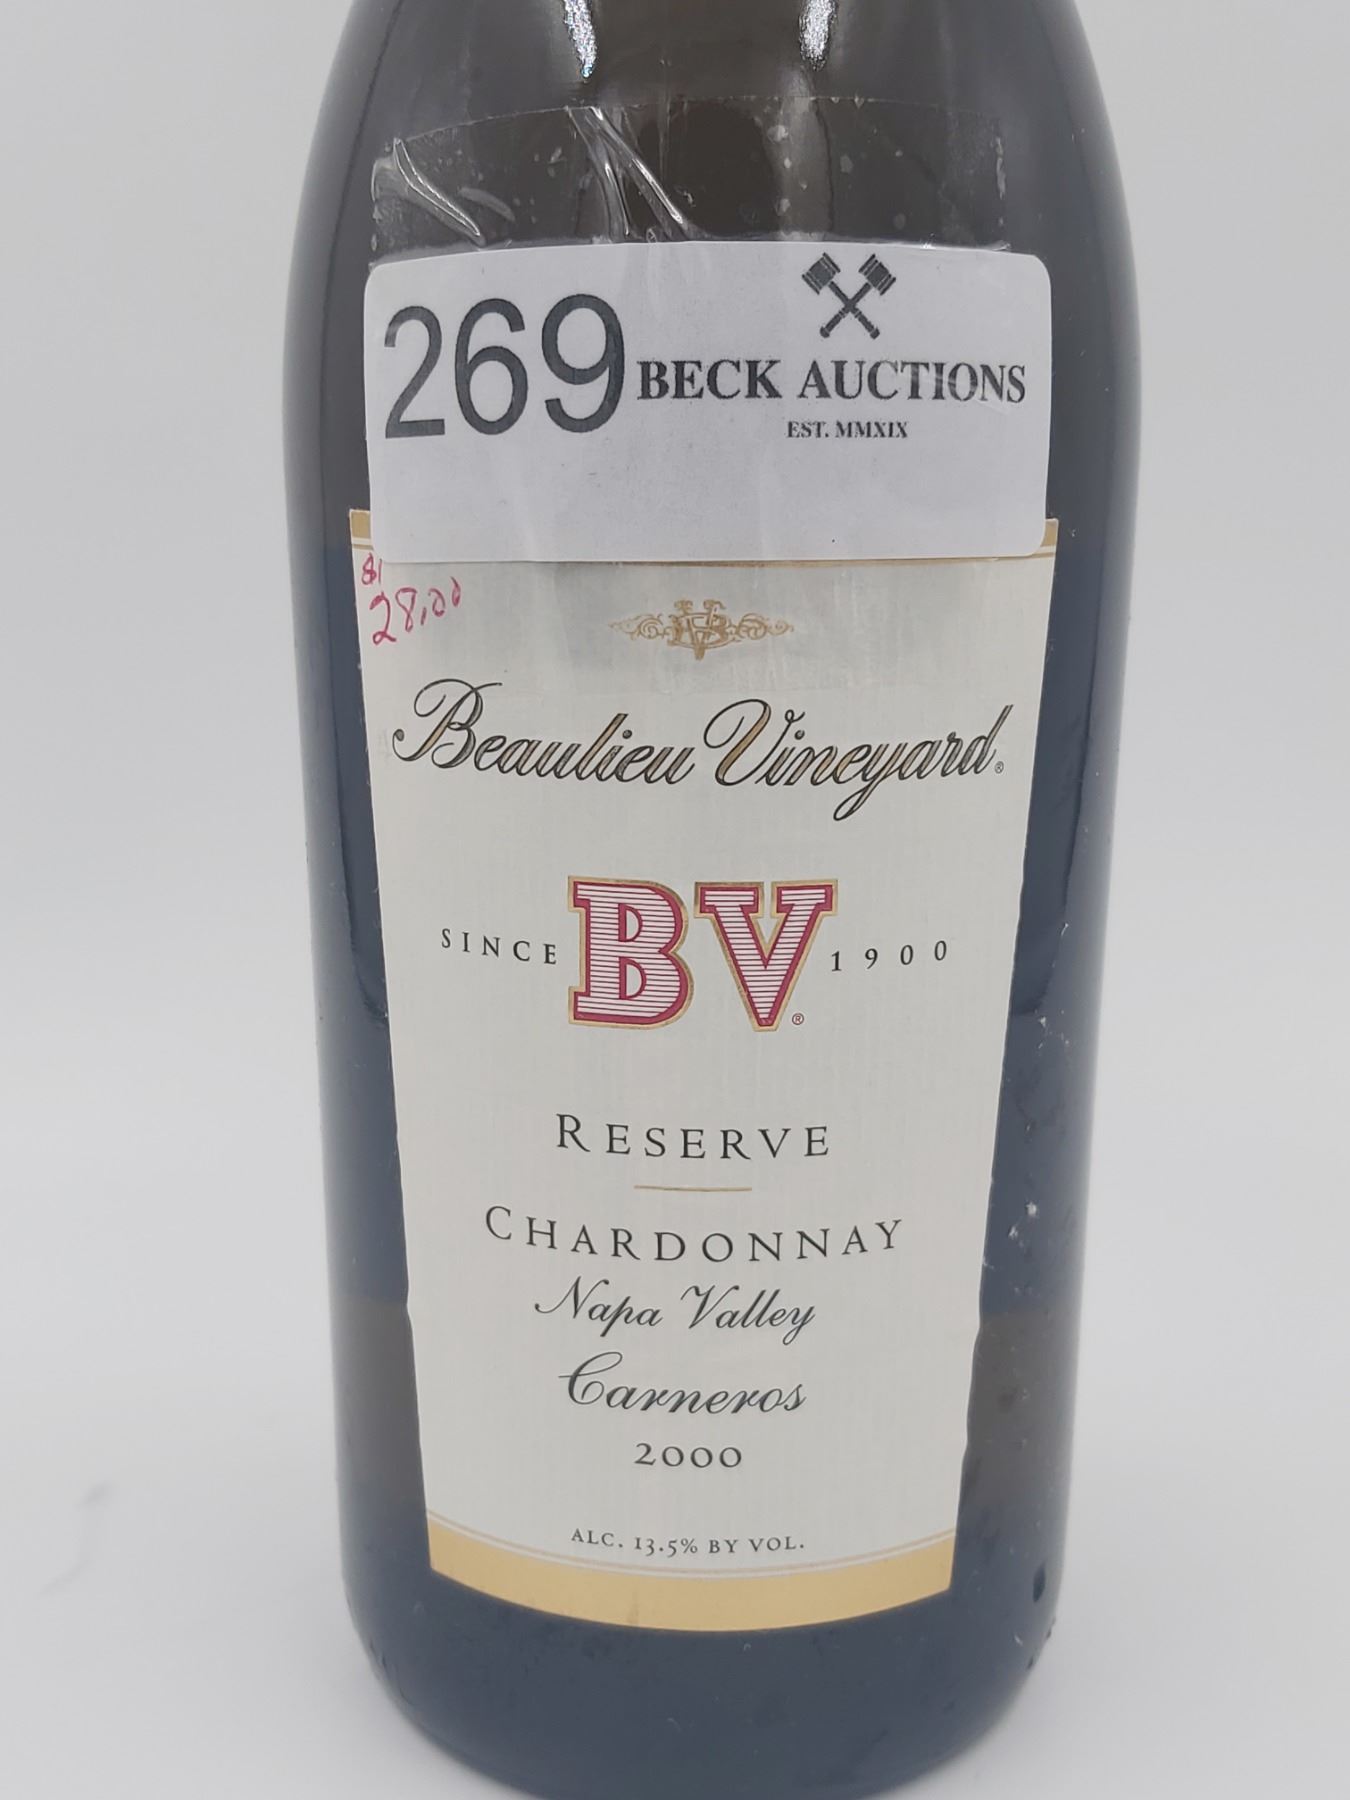 269 BECK AUCTIONS
EST. MMXIX
28.00
Beaulieu Vineyard®
SINCE BV® 1900
RESERVE
CHARDONNAY
Napa Valley
Carneros
2000
ALC. 13.5% BY VOL.